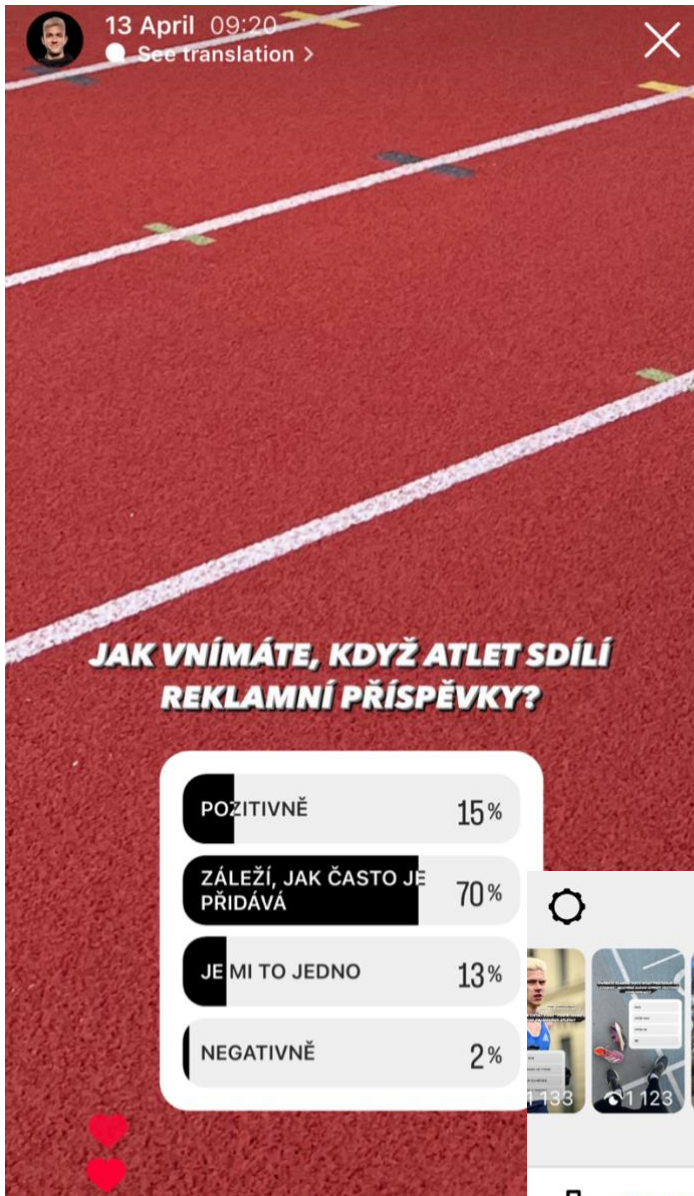 13 April 09:20
See translation >
JAK VNÍMÁTE, KDYŽ ATLET SDÍLÍ
REKLAMNÍ PŘÍSPĚVKY?
POZITIVNĚ 15%
ZÁLEŽÍ, JAK ČASTO JE
PŘIDÁVÁ 70%
JE MI TO JEDNO 13%
NEGATIVNĚ 2%
1 133
1 123